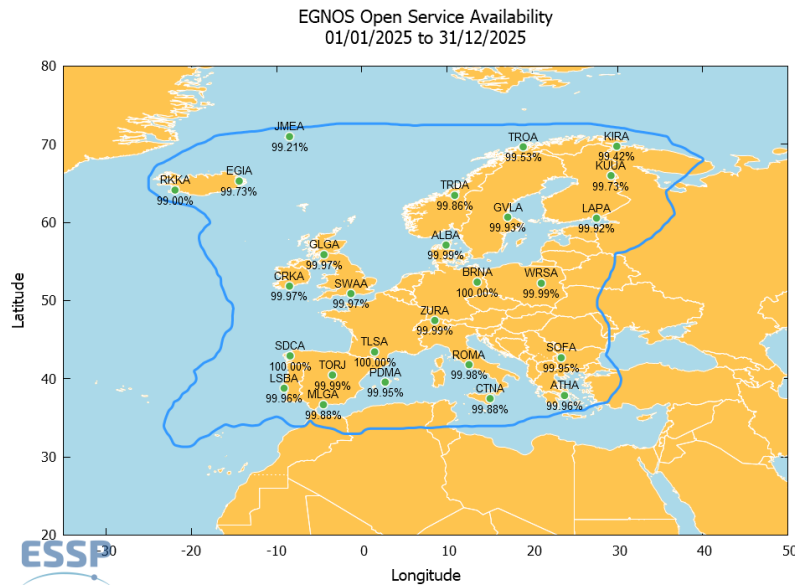 EGNOS Open Service Availability
01/01/2025 to 31/12/2025
80
70
60
50
40
30
20
Latitude
JMEA
99.21%
TROA
99.53%
KIRA
99.42%
KUUA
99.73%
EGIA
99.73%
RKKA
99.00%
TRDA
99.86%
GVLA
99.93%
LAPA
99.92%
ALBA
99.99%
GLGA
99.97%
CRKA
99.97%
SWAA
99.97%
BRNA
100.00%
WRSA
99.99%
ZURA
99.99%
SDCA
100.00%
TLSA
100.00%
TORJ
99.99%
PDMA
99.95%
LSBA
99.96%
MLGA
99.88%
ROMA
99.98%
CTNA
99.88%
SOFA
99.95%
ATHA
99.96%
-30 -20 -10 0 10 20 30 40 50
Longitude
ESSP